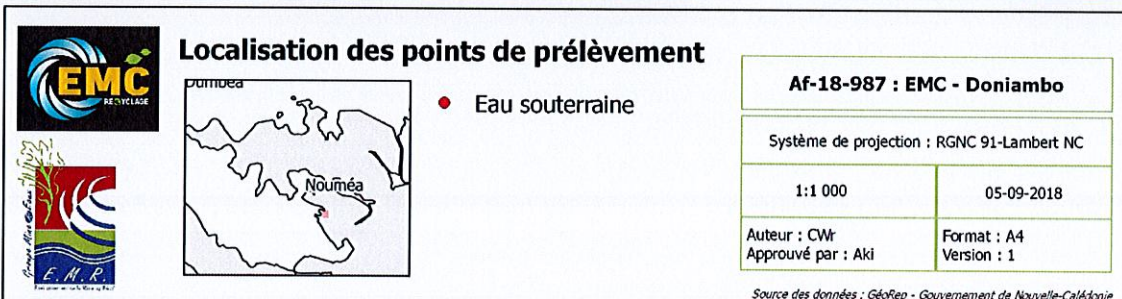 EMC
RECYCLAGE
Localisation des points de prélèvement
Dumbéa
Nouméa
Eau souterraine
E.M.R.
Af-18-987 : EMC - Doniambo
Système de projection : RGNC 91-Lambert NC
1:1 000
05-09-2018
Auteur : CWr
Approuvé par : Aki
Format : A4
Version : 1
Source des données : GéoRep - Gouvernement de Nouvelle-Calédonie